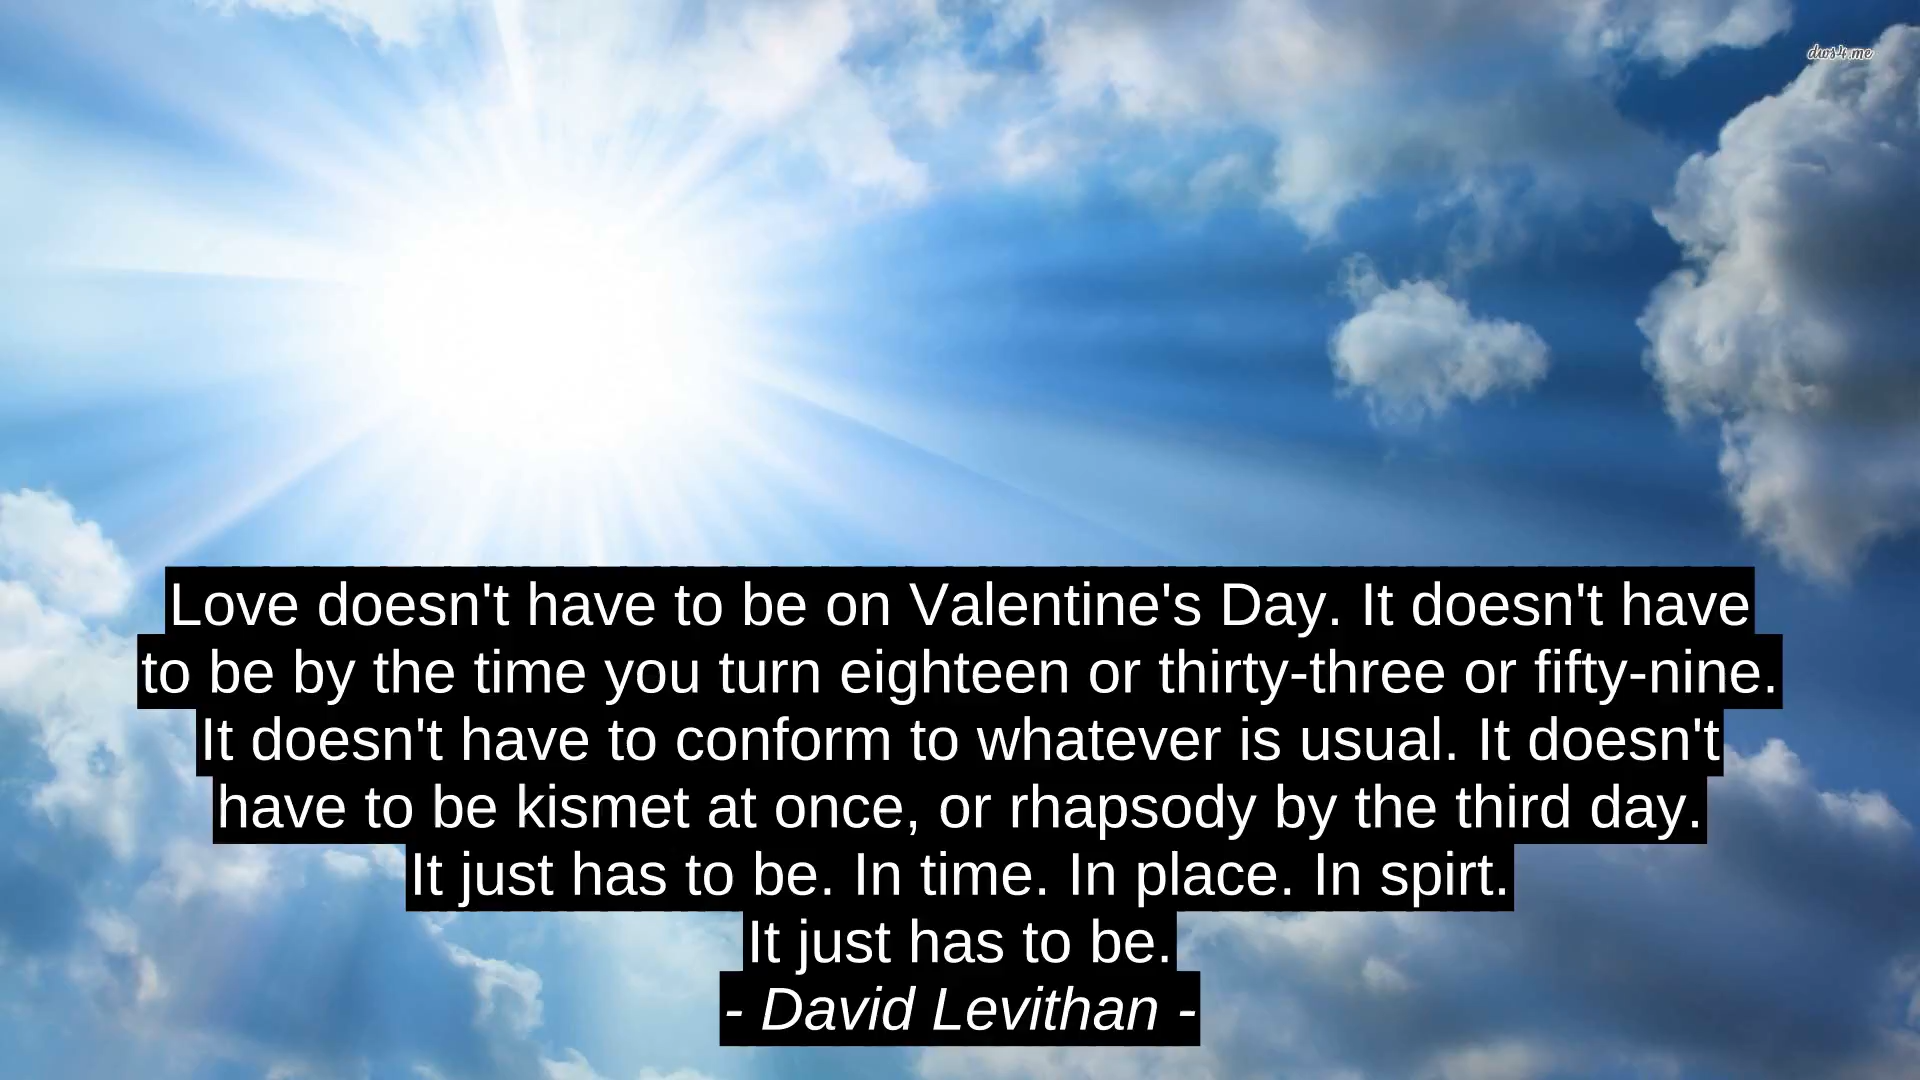 dws4.me
Love doesn't have to be on Valentine's Day. It doesn't have
to be by the time you turn eighteen or thirty-three or fifty-nine.
It doesn't have to conform to whatever is usual. It doesn't
have to be kismet at once, or rhapsody by the third day.
It just has to be. In time. In place. In spirt.
It just has to be.
- David Levithan -